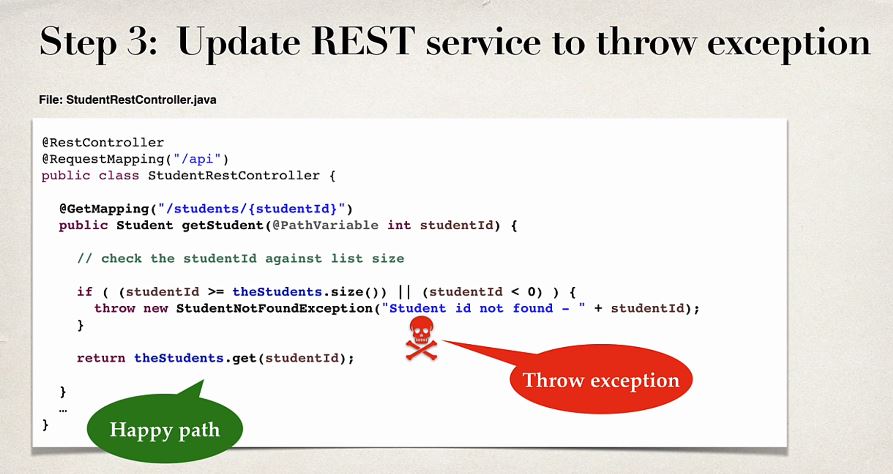 Step 3: Update REST service to throw exception
File: StudentRestController.java
@RestController
@RequestMapping("/api")
public class StudentRestController {
@GetMapping("/students/{studentId}")
public Student getStudent(@PathVariable int studentId) {
// check the studentId against list size
if ( (studentId >= theStudents.size()) || (studentId < 0) ) {
throw new StudentNotFoundException("Student id not found - " + studentId);
}
return theStudents.get(studentId);
}
…
}
Throw exception
Happy path